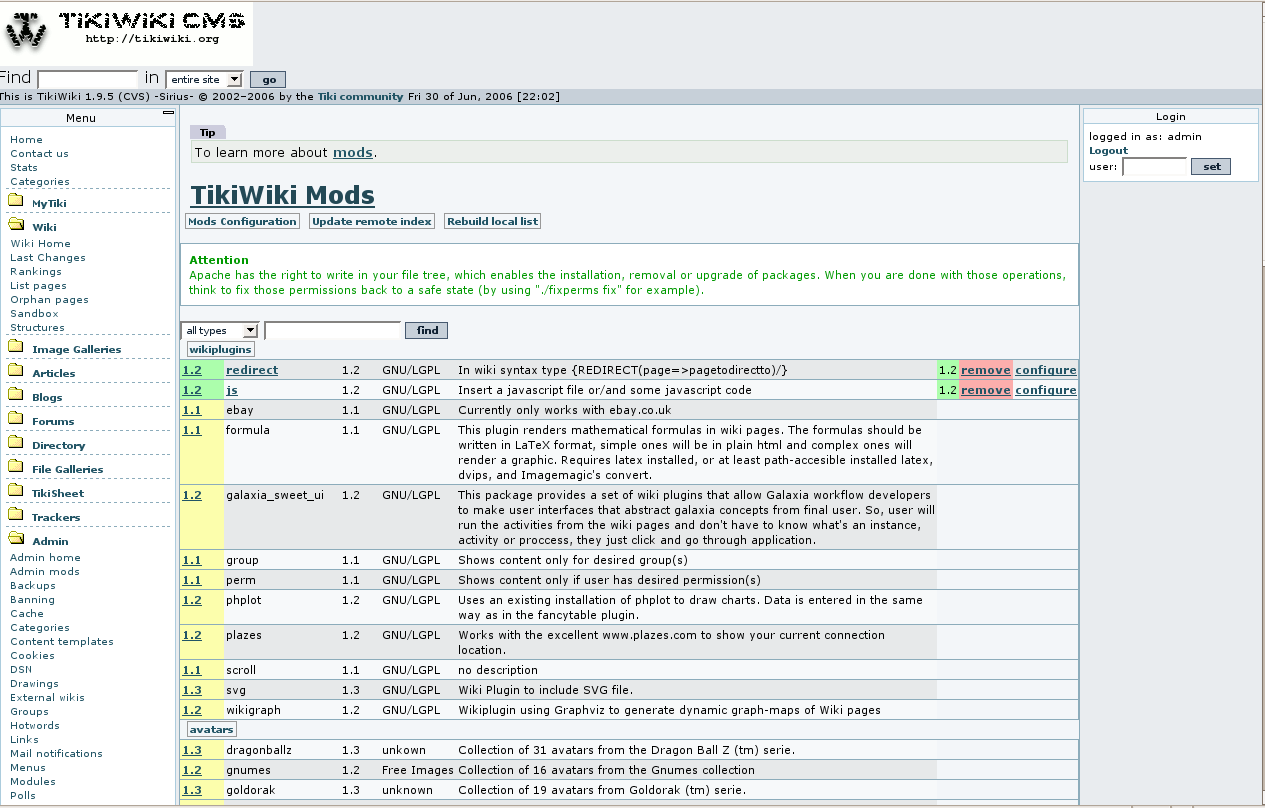 TikiWiki CMS
http://tikiwiki.org
Find in entire site go
This is TikiWiki 1.9.5 (CVS) -Sirius- © 2002–2006 by the Tiki community Fri 30 of Jun, 2006 [22:02]
Menu
Home
Contact us
Stats
Categories
MyTiki
Wiki
Wiki Home
Last Changes
Rankings
List pages
Orphan pages
Sandbox
Structures
Image Galleries
Articles
Blogs
Forums
Directory
File Galleries
TikiSheet
Trackers
Admin
Admin home
Admin mods
Backups
Banning
Cache
Categories
Content templates
Cookies
DSN
Drawings
External wikis
Groups
Hotwords
Links
Mail notifications
Menus
Modules
Polls
Tip
To learn more about mods.
TikiWiki Mods
Mods Configuration Update remote index Rebuild local list
Attention
Apache has the right to write in your file tree, which enables the installation, removal or upgrade of packages. When you are done with those operations,
think to fix those permissions back to a safe state (by using "./fixperms fix" for example).
all types find
wikiplugins
1.2 redirect 1.2 GNU/LGPL In wiki syntax type {REDIRECT(page=>pagetodirectto)/} 1.2 remove configure
1.2 js 1.2 GNU/LGPL Insert a javascript file or/and some javascript code 1.2 remove configure
1.1 ebay 1.1 GNU/LGPL Currently only works with ebay.co.uk
1.1 formula 1.1 GNU/LGPL This plugin renders mathematical formulas in wiki pages. The formulas should be
written in LaTeX format, simple ones will be in plain html and complex ones will
render a graphic. Requires latex installed, or at least path-accesible installed latex,
dvips, and Imagemagic's convert.
1.2 galaxia_sweet_ui 1.2 GNU/LGPL This package provides a set of wiki plugins that allow Galaxia workflow developers
to make user interfaces that abstract galaxia concepts from final user. So, user will
run the activities from the wiki pages and don't have to know what's an instance,
activity or proccess, they just click and go through application.
1.1 group 1.1 GNU/LGPL Shows content only for desired group(s)
1.1 perm 1.1 GNU/LGPL Shows content only if user has desired permission(s)
1.2 phplot 1.2 GNU/LGPL Uses an existing installation of phplot to draw charts. Data is entered in the same
way as in the fancytable plugin.
1.2 plazes 1.2 GNU/LGPL Works with the excellent www.plazes.com to show your current connection
location.
1.1 scroll 1.1 GNU/LGPL no description
1.3 svg 1.3 GNU/LGPL Wiki Plugin to include SVG file.
1.2 wikigraph 1.2 GNU/LGPL Wikiplugin using Graphviz to generate dynamic graph-maps of Wiki pages
avatars
1.3 dragonballz 1.3 unkown Collection of 31 avatars from the Dragon Ball Z (tm) serie.
1.2 gnumes 1.2 Free Images Collection of 16 avatars from the Gnumes collection
1.3 goldorak 1.3 unknown Collection of 19 avatars from Goldorak (tm) serie.
Login
logged in as: admin
Logout
user: set